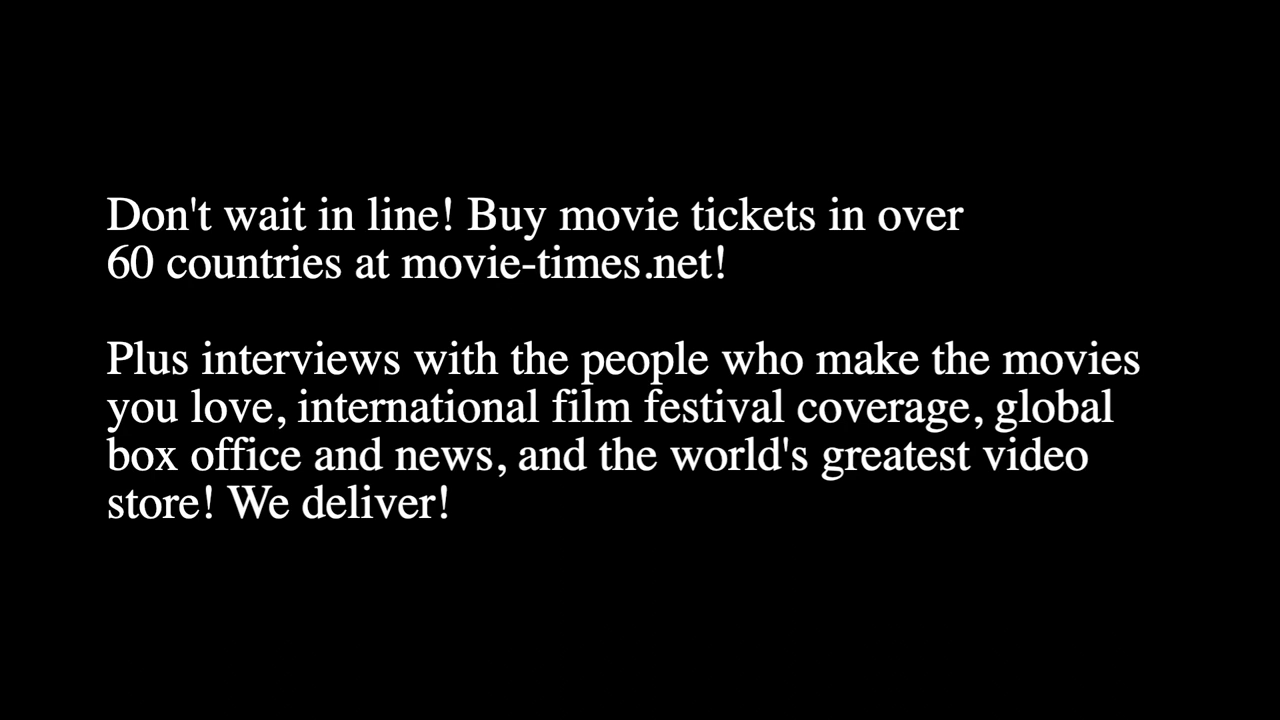 Don't wait in line! Buy movie tickets in over
60 countries at movie-times.net!
Plus interviews with the people who make the movies
you love, international film festival coverage, global
box office and news, and the world's greatest video
store! We deliver!